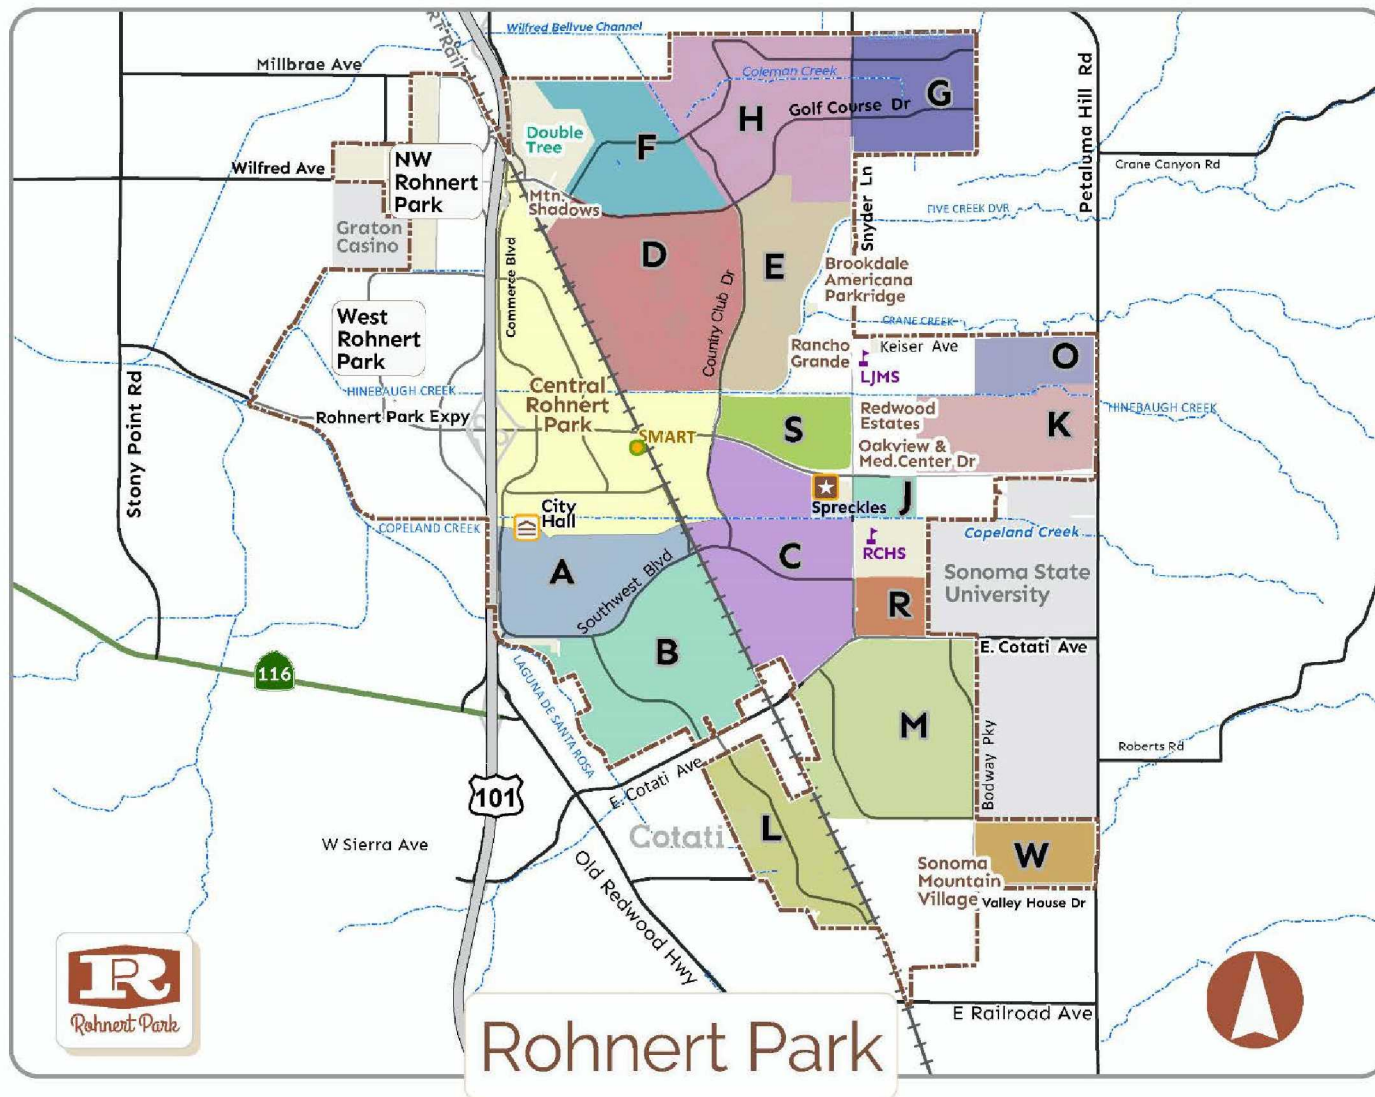 RT Rail
Wilfred Bellvue Channel
Millbrae Ave
Coleman Creek
G
Petaluma Hill Rd
Golf Course Dr
H
Double
Tree
F
NW
Rohnert
Park
Wilfred Ave
Crane Canyon Rd
Mtn.
Shadows
Snyder Ln
FIVE CREEK DVR
Graton
Casino
Commerce Blvd
D
E
Brookdale
Americana
Parkridge
Country Club Dr
West
Rohnert
Park
CRANE CREEK
Rancho
Grande
Keiser Ave
LJMS
O
Stony Point Rd
HINEBAUGH CREEK
Central
Rohnert
Park
Rohnert Park Expy
S
Redwood
Estates
HINEBAUGH CREEK
K
SMART
Oakview &
Med.Center Dr
J
Spreckles
City
Hall
COPELAND CREEK
Copeland Creek
A
C
RCHS
Southwest Blvd
Sonoma State
University
R
B
E. Cotati Ave
LAGUNA DE SANTA ROSA
116
M
Bodway Pky
Roberts Rd
101
E. Cotati Ave
W Sierra Ave
Cotati
L
W
Old Redwood Hwy
Sonoma
Mountain
Village
Valley House Dr
R
Rohnert Park
E Railroad Ave
Rohnert Park